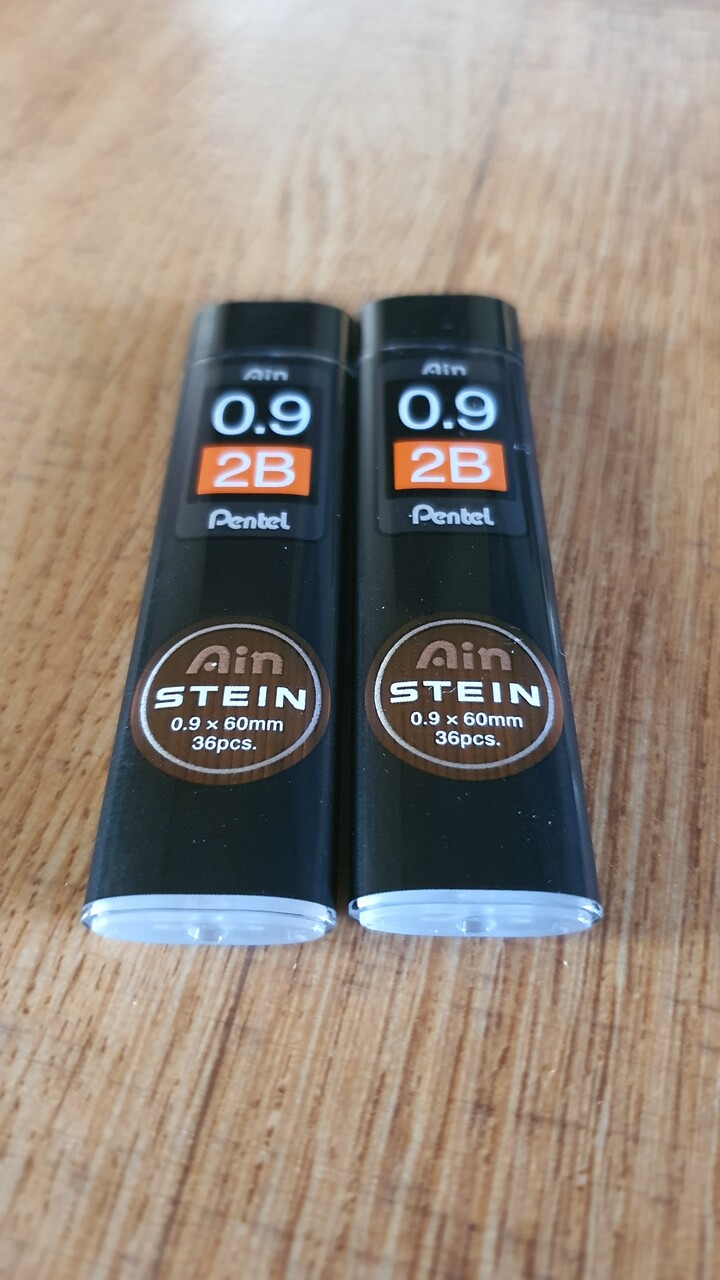 Ain
0.9
2B
Pentel
Ain
STEIN
0.9 × 60mm
36pcs.
Ain
0.9
2B
Pentel
Ain
STEIN
0.9 × 60mm
36pcs.